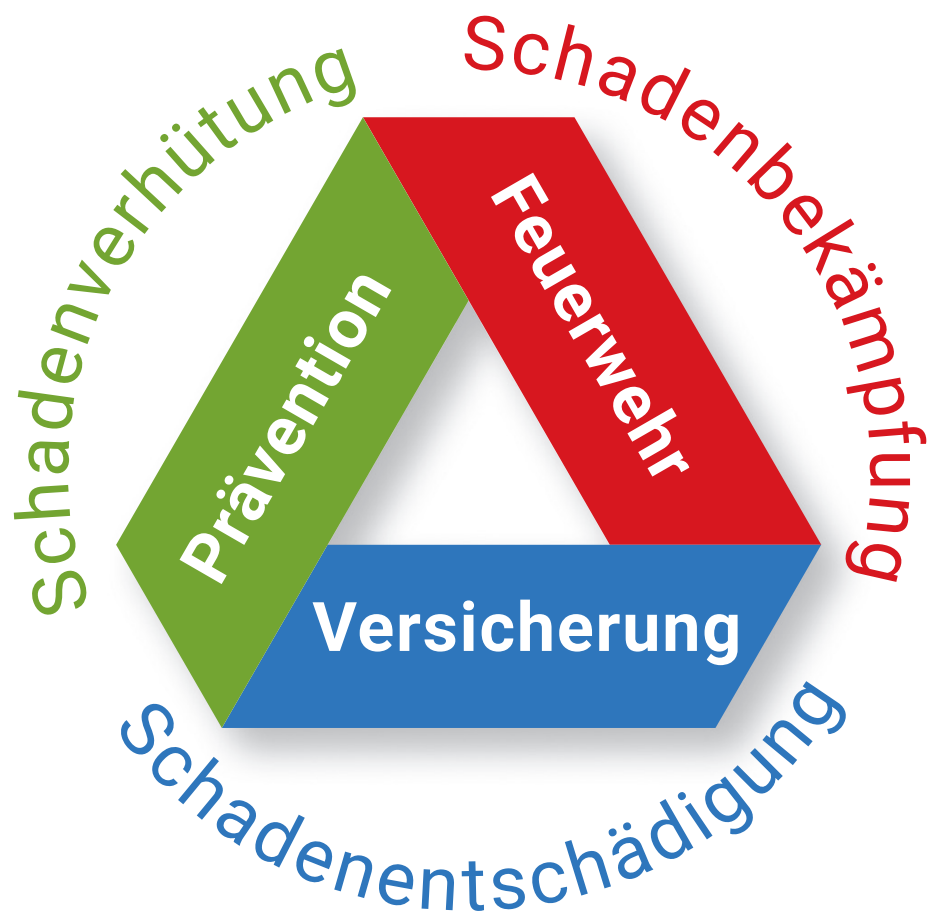 Schadenverhütung
Schadenbekämpfung
Prävention
Feuerwehr
Versicherung
Schadenentschädigung